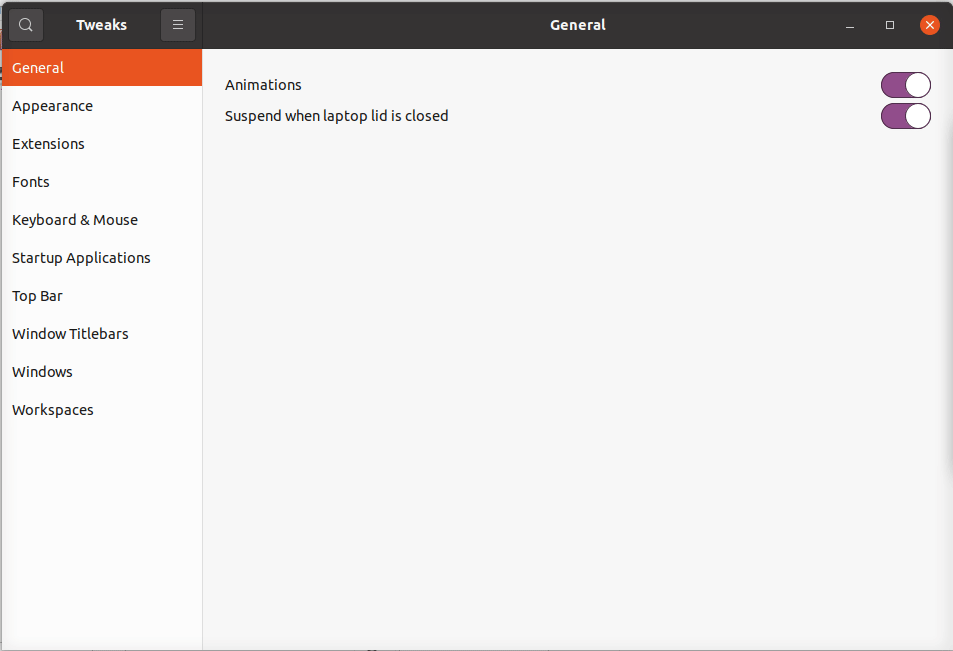 Tweaks
General
General
Appearance
Extensions
Fonts
Keyboard & Mouse
Startup Applications
Top Bar
Window Titlebars
Windows
Workspaces
Animations
Suspend when laptop lid is closed